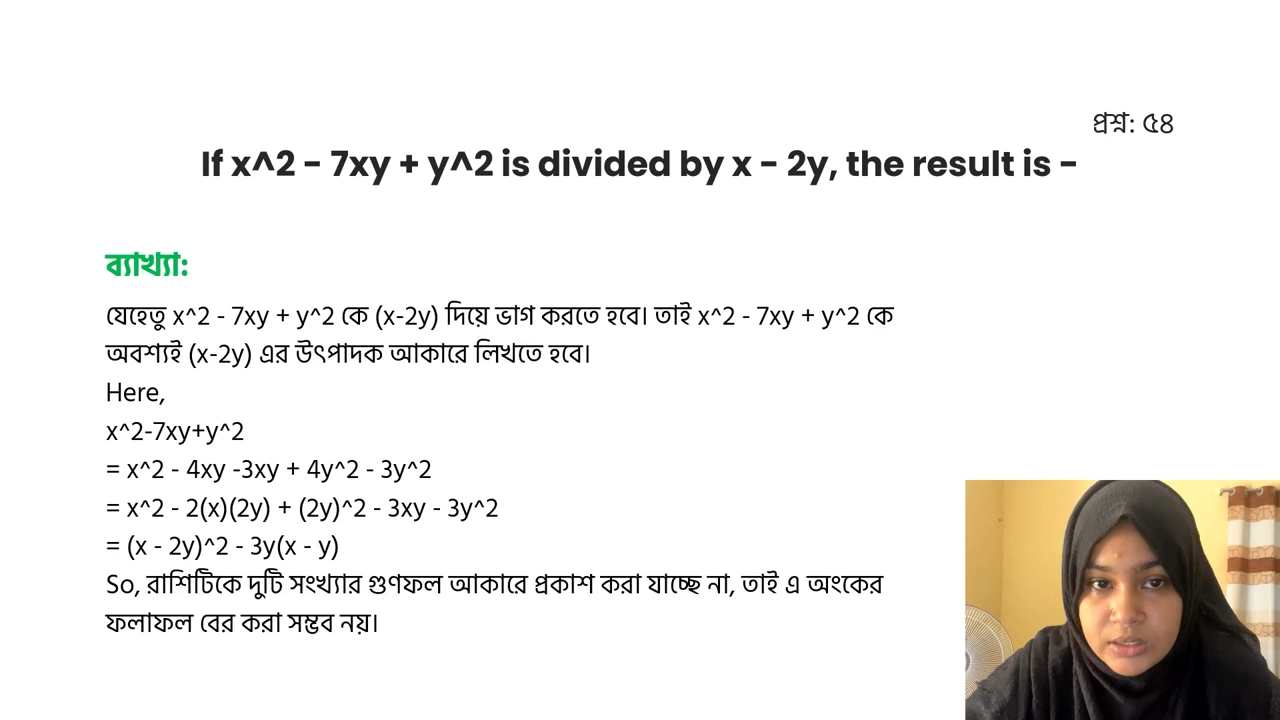 প্রশ্ন: ৫৪
If x^2 - 7xy + y^2 is divided by x - 2y, the result is -
ব্যাখ্যা:
যেহেতু x^2 - 7xy + y^2 কে (x-2y) দিয়ে ভাগ করতে হবে। তাই x^2 - 7xy + y^2 কে
অবশ্যই (x-2y) এর উৎপাদক আকারে লিখতে হবে।
Here,
x^2-7xy+y^2
= x^2 - 4xy -3xy + 4y^2 - 3y^2
= x^2 - 2(x)(2y) + (2y)^2 - 3xy - 3y^2
= (x - 2y)^2 - 3y(x - y)
So, রাশিটিকে দুটি সংখ্যার গুণফল আকারে প্রকাশ করা যাচ্ছে না, তাই এ অংকের
ফলাফল বের করা সম্ভব নয়।